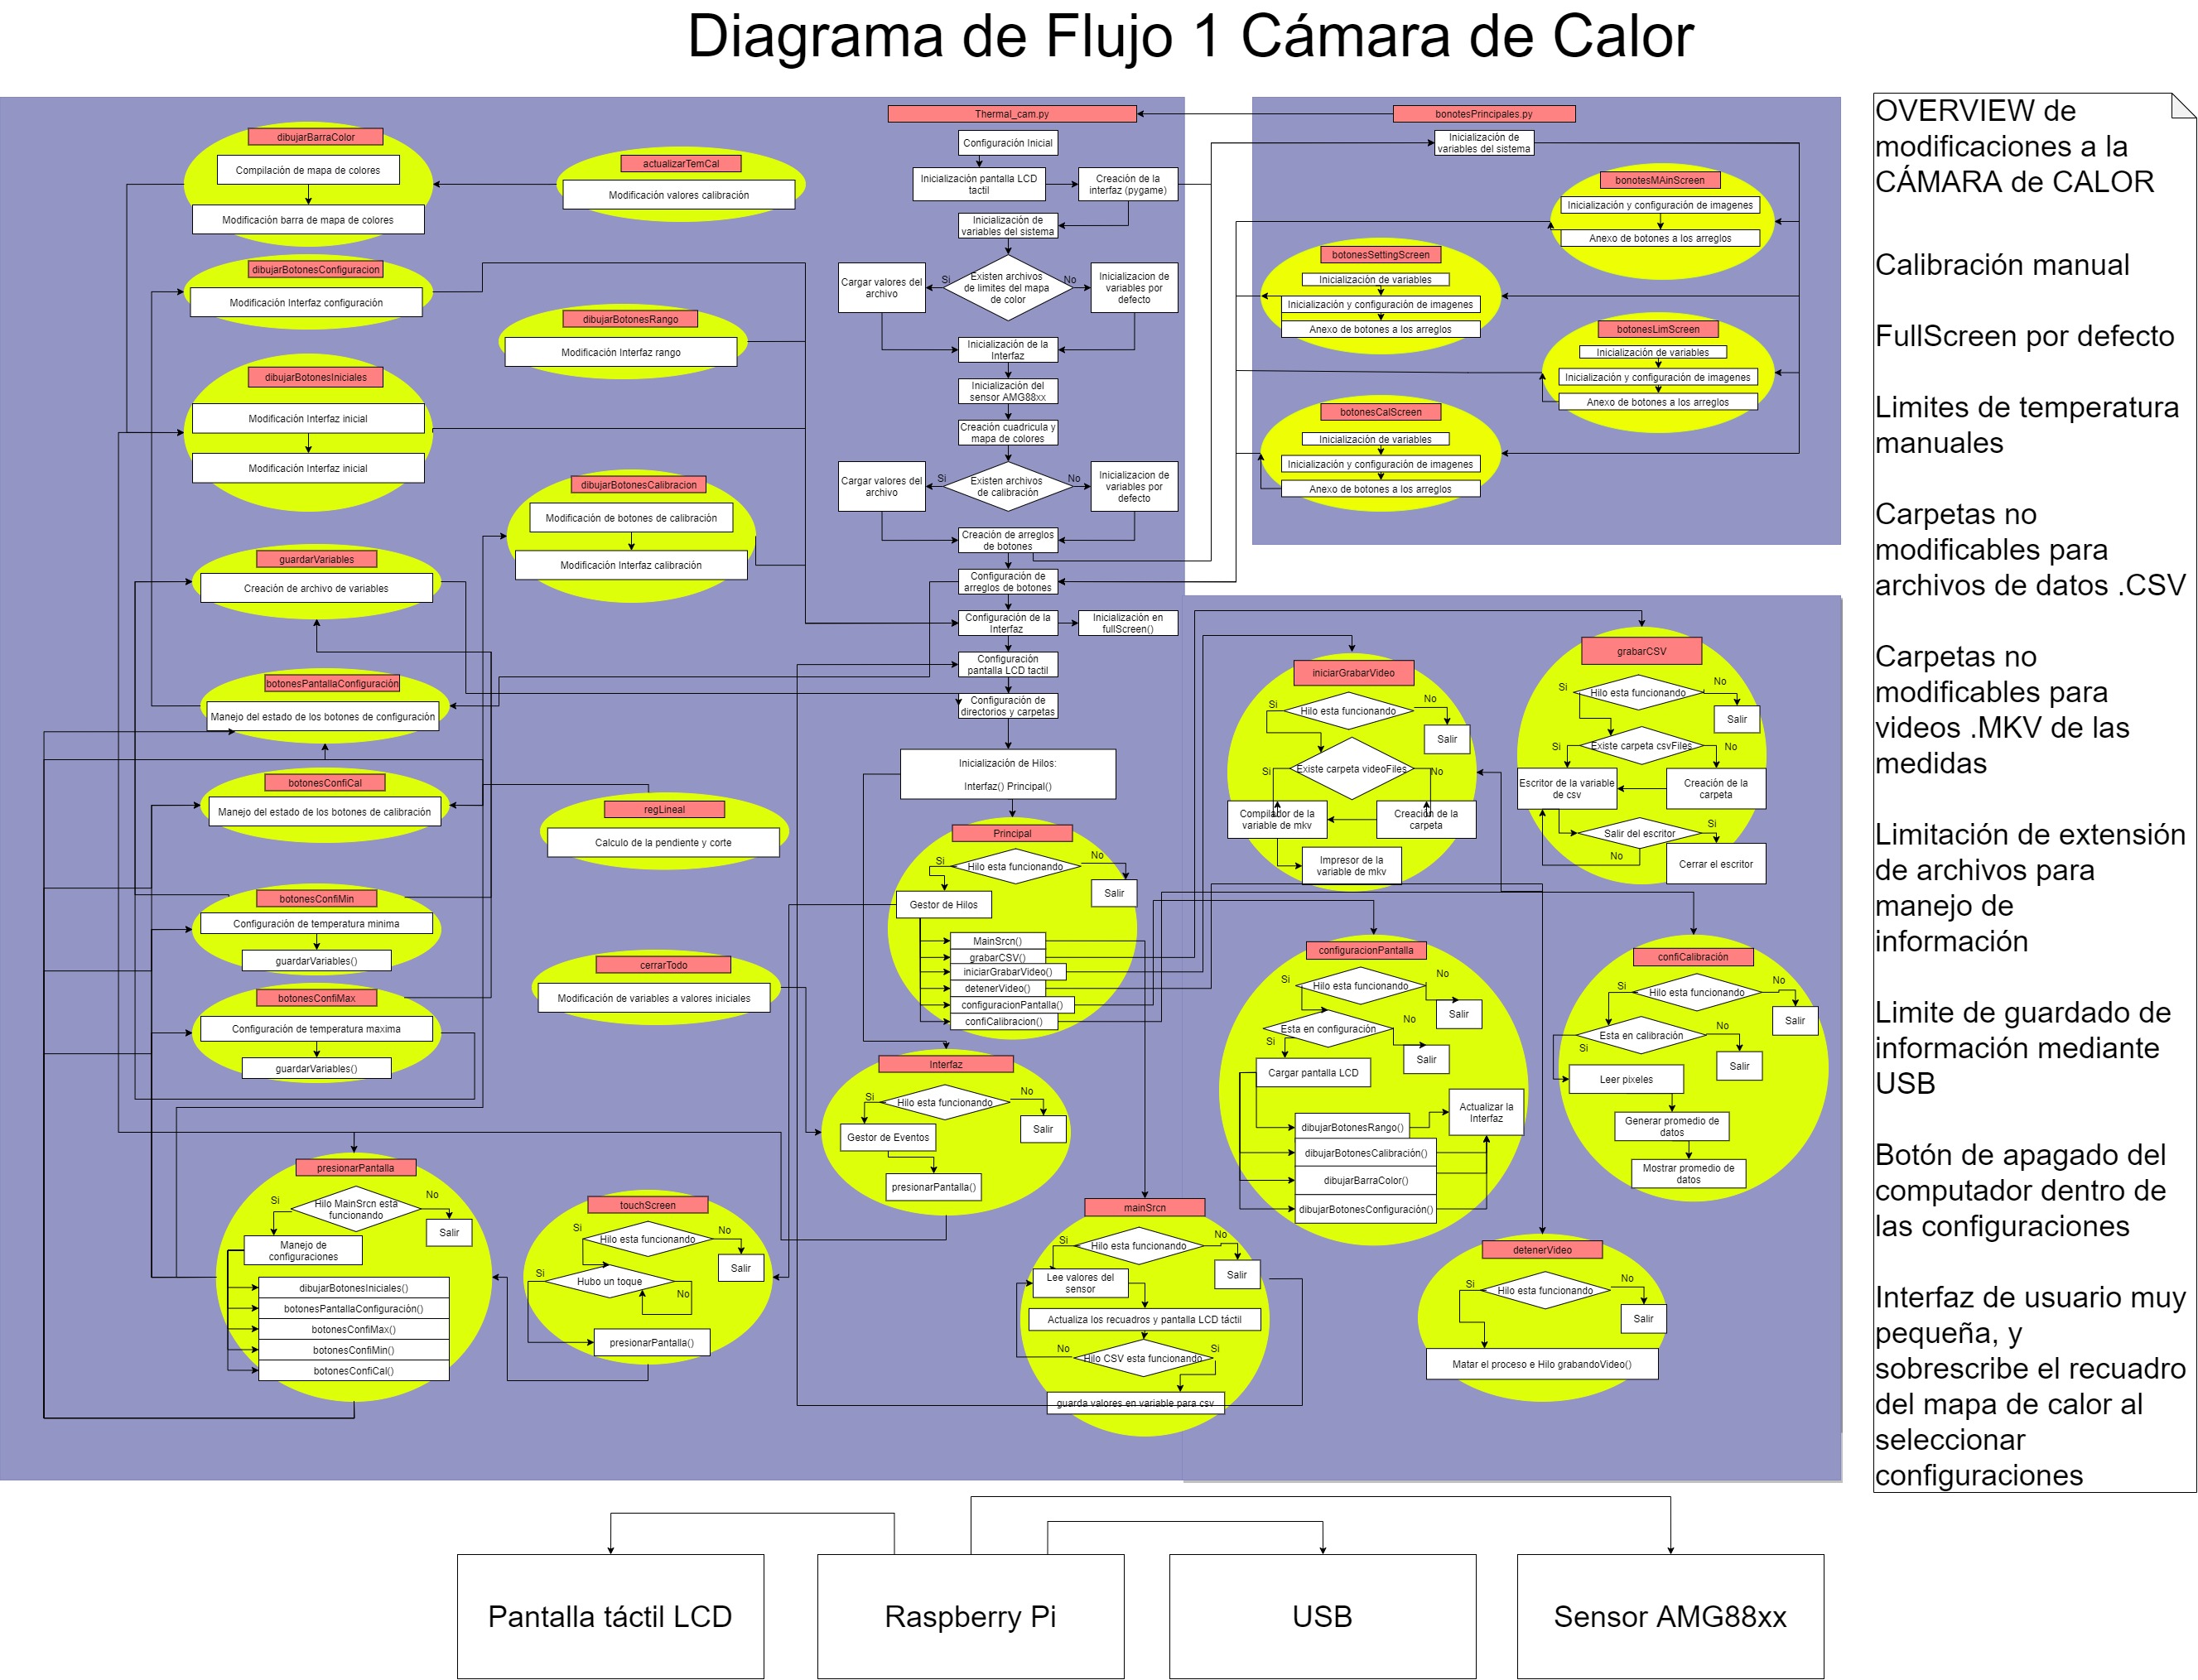 Diagrama de Flujo 1 Cámara de Calor
Thermal_cam.py
Configuración Inicial
Inicialización pantalla LCD
tactil
Creación de la
interfaz (pygame)
Inicialización de
variables del sistema
Existen archivos
de limites del mapa
de color
Si
No
Cargar valores del
archivo
Inicializacion de
variables por
defecto
Inicialización de la
Interfaz
Inicialización del
sensor AMG88xx
Creación cuadricula y
mapa de colores
Existen archivos
de calibración
Si
No
Cargar valores del
archivo
Inicializacion de
variables por
defecto
Creación de arreglos
de botones
Configuración de
arreglos de botones
Configuración de la
Interfaz
Inicialización en
fullScreen()
Configuración
pantalla LCD tactil
Configuración de
directorios y carpetas
Inicialización de Hilos:
Interfaz() Principal()
dibujarBarraColor
Compilación de mapa de colores
Modificación barra de mapa de colores
actualizarTemCal
Modificación valores calibración
dibujarBotonesConfiguracion
Modificación Interfaz configuración
dibujarBotonesRango
Modificación Interfaz rango
dibujarBotonesIniciales
Modificación Interfaz inicial
Modificación Interfaz inicial
dibujarBotonesCalibracion
Modificación de botones de calibración
Modificación Interfaz calibración
guardarVariables
Creación de archivo de variables
botonesPantallaConfiguración
Manejo del estado de los botones de configuración
botonesConfiCal
Manejo del estado de los botones de calibración
regLineal
Calculo de la pendiente y corte
botonesConfiMin
Configuración de temperatura minima
guardarVariables()
cerrarTodo
Modificación de variables a valores iniciales
botonesConfiMax
Configuración de temperatura maxima
guardarVariables()
presionarPantalla
Hilo MainSrcn está
funcionando
Si
No
Salir
Manejo de
configuraciones
dibujarBotonesIniciales()
botonesPantallaConfiguración()
botonesConfiMax()
botonesConfiMin()
botonesConfiCal()
touchScreen
Si
Hilo esta funcionando
No
Salir
Si
Hubo un toque
No
presionarPantalla()
Principal
Si
Hilo esta funcionando
No
Salir
Gestor de Hilos
MainSrcn()
grabarCSV()
iniciarGrabarVideo()
detenerVideo()
configuracionPantalla()
confiCalibracion()
Interfaz
Si
Hilo esta funcionando
No
Salir
Gestor de Eventos
presionarPantalla()
mainSrcn
Si
Hilo esta funcionando
No
Salir
Lee valores del
sensor
Actualiza los recuadros y pantalla LCD táctil
No
Hilo CSV esta funcionando
Si
guarda valores en variable para csv
bonotesPrincipales.py
Inicialización de
variables del sistema
bonotesMAinScreen
Inicialización y configuración de imagenes
Anexo de botones a los arreglos
botonesSettingScreen
Inicialización de variables
Inicialización y configuración de imagenes
Anexo de botones a los arreglos
botonesLimScreen
Inicialización de variables
Inicialización y configuración de imagenes
Anexo de botones a los arreglos
botonesCalScreen
Inicialización de variables
Inicialización y configuración de imagenes
Anexo de botones a los arreglos
iniciarGrabarVideo
Si
Hilo esta funcionando
No
Salir
Si
Existe carpeta videoFiles
No
Compilador de la
variable de mkv
Creación de la
carpeta
Impresor de la
variable de mkv
grabarCSV
Si
Hilo esta funcionando
No
Salir
Si
Existe carpeta csvFiles
No
Escritor de la variable
de csv
Creación de la
carpeta
Salir del escritor
Si
No
Cerrar el escritor
configuracionPantalla
Si
Hilo esta funcionando
No
Salir
Esta en configuración
No
Si
Salir
Cargar pantalla LCD
Actualizar la
Interfaz
dibujarBotonesRango()
dibujarBotonesCalibración()
dibujarBarraColor()
dibujarBotonesConfiguración()
confiCalibración
Si
Hilo esta funcionando
No
Salir
Esta en calibración
No
Si
Salir
Leer pixeles
Generar promedio de
datos
Mostrar promedio de
datos
detenerVideo
Si
Hilo esta funcionando
No
Salir
Matar el proceso e Hilo grabandoVideo()
OVERVIEW de
modificaciones a la
CÁMARA de CALOR
Calibración manual
FullScreen por defecto
Limites de temperatura
manuales
Carpetas no
modificables para
archivos de datos .CSV
Carpetas no
modificables para
videos .MKV de las
medidas
Limitación de extensión
de archivos para
manejo de
información
Limite de guardado de
información mediante
USB
Botón de apagado del
computador dentro de
las configuraciones
Interfaz de usuario muy
pequeña, y
sobrescribe el recuadro
del mapa de calor al
seleccionar
configuraciones
Pantalla táctil LCD
Raspberry Pi
USB
Sensor AMG88xx